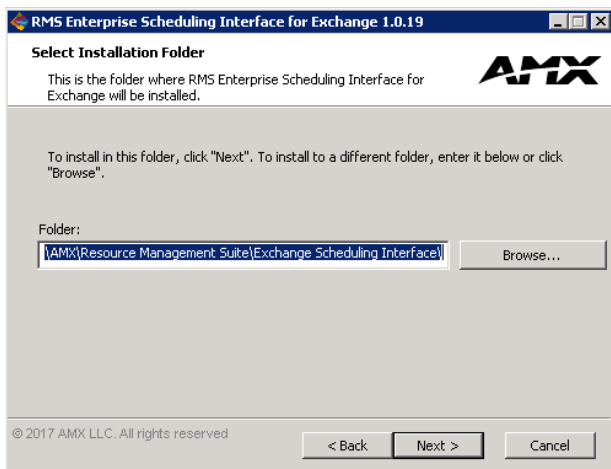 RMS Enterprise Scheduling Interface for Exchange 1.0.19
Select Installation Folder
This is the folder where RMS Enterprise Scheduling Interface for
Exchange will be installed.
AMX
To install in this folder, click "Next". To install to a different folder, enter it below or click
"Browse".
Folder:
\AMX\Resource Management Suite\Exchange Scheduling Interface\
Browse...
© 2017 AMX LLC. All rights reserved
< Back
Next >
Cancel